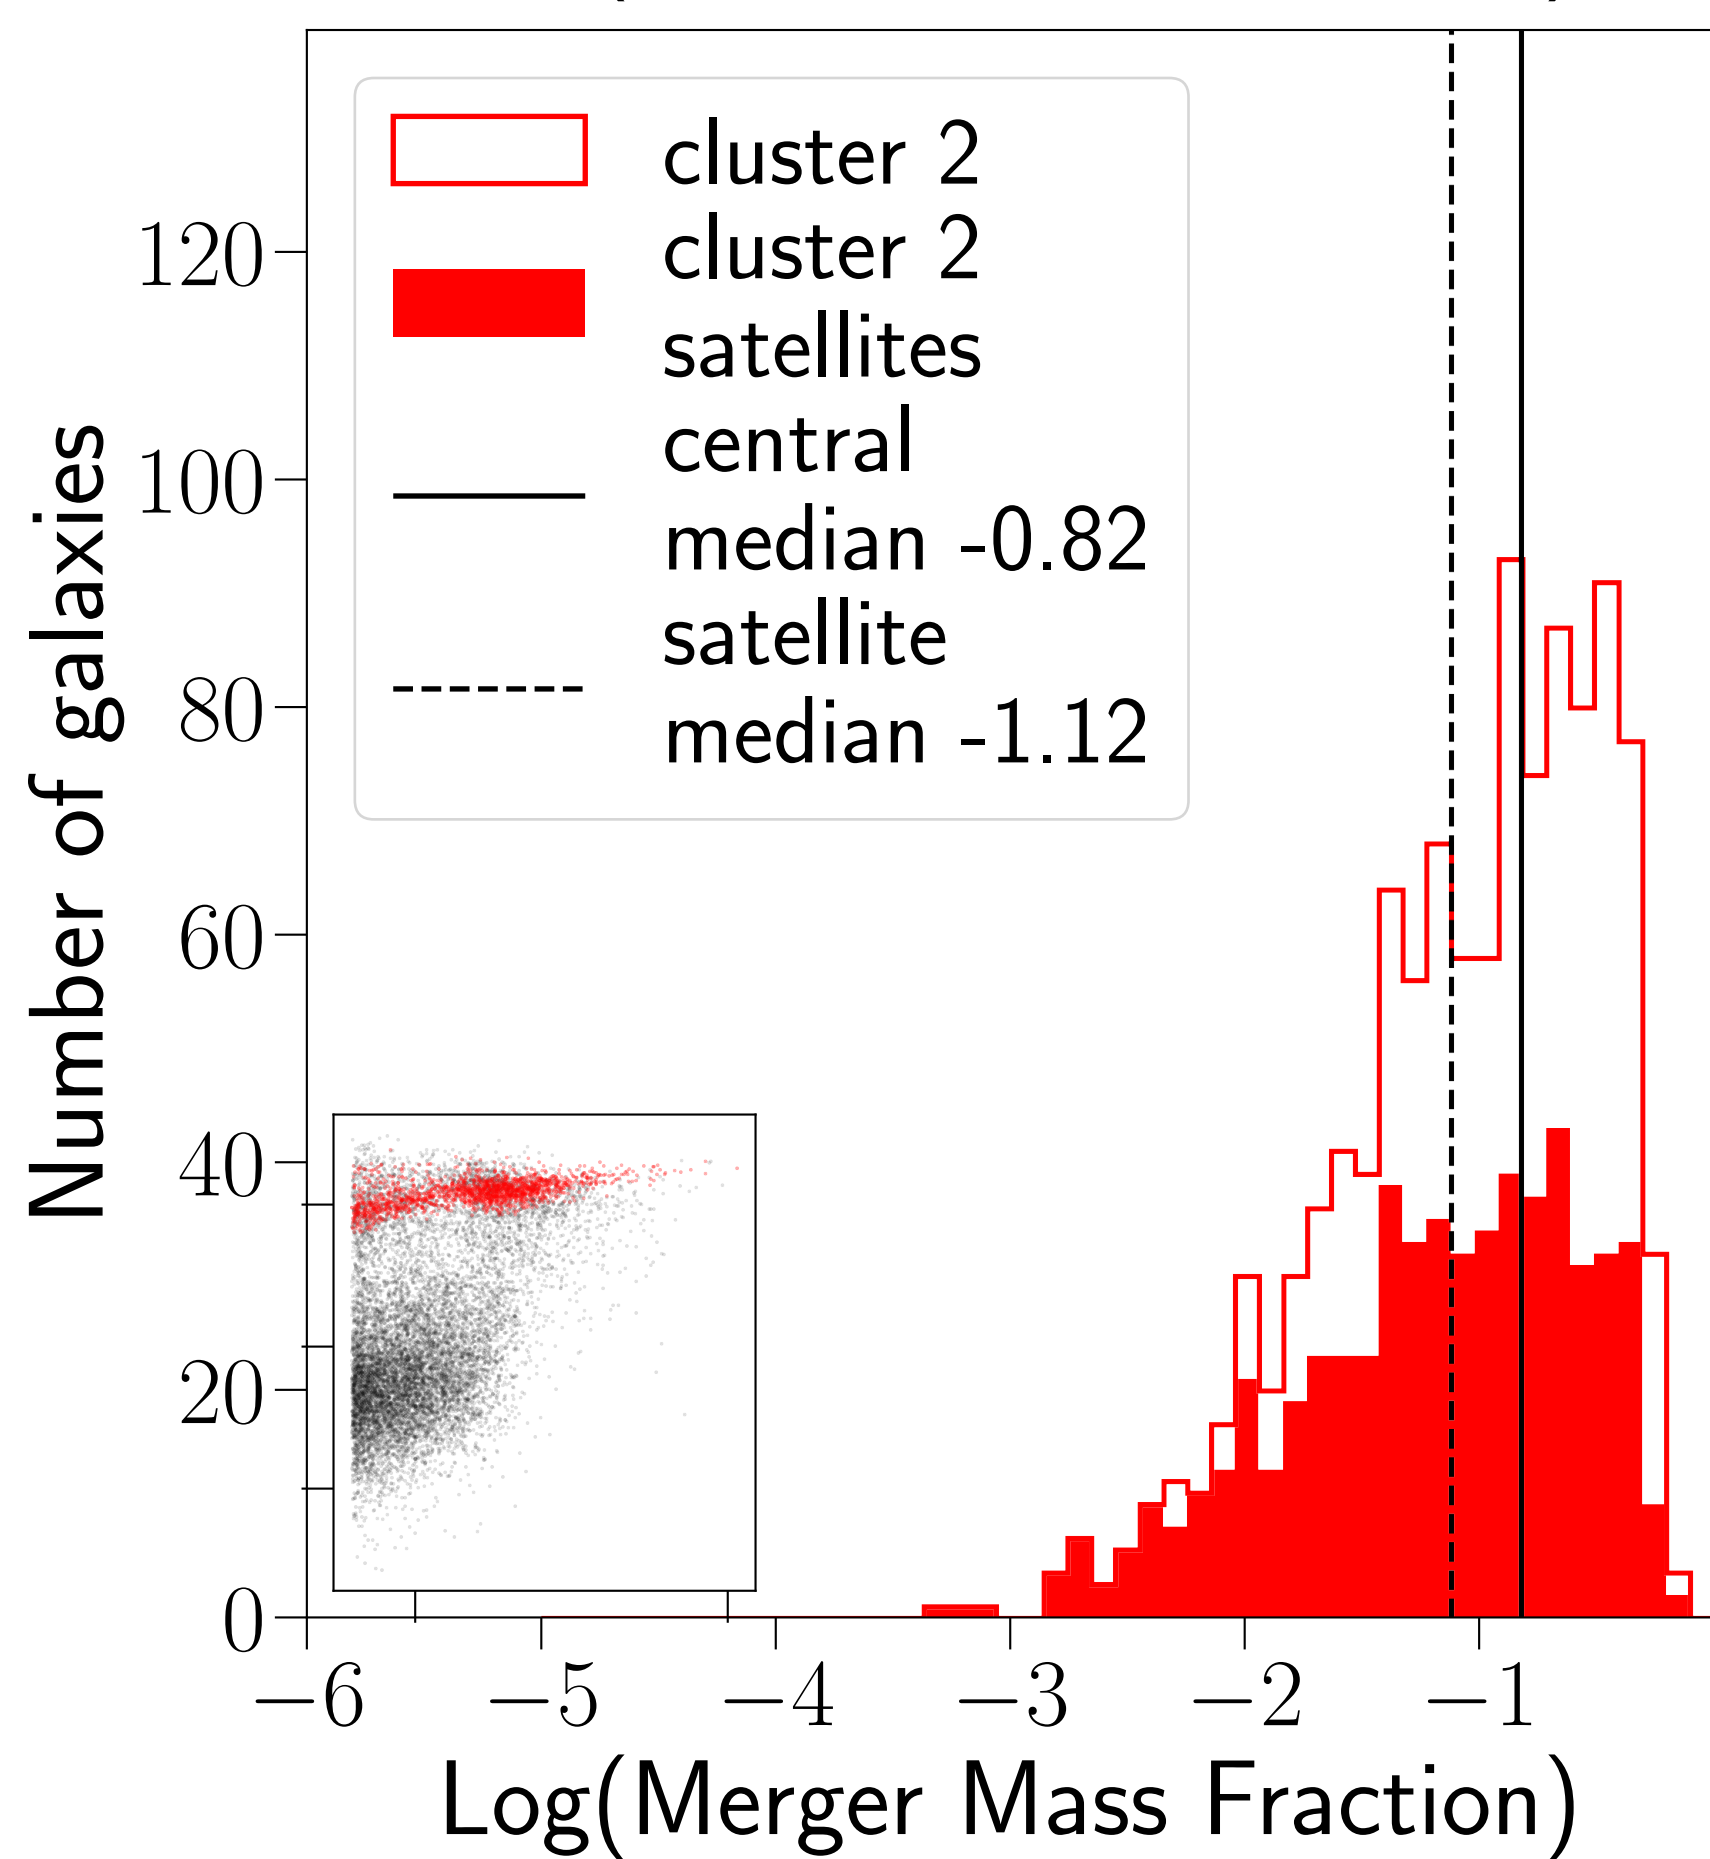 cluster 2
cluster 2
satellites
central
median -0.82
satellite
median -1.12
120
100
80
60
40
20
0
Number of galaxies
−6 −5 −4 −3 −2 −1
Log(Merger Mass Fraction)